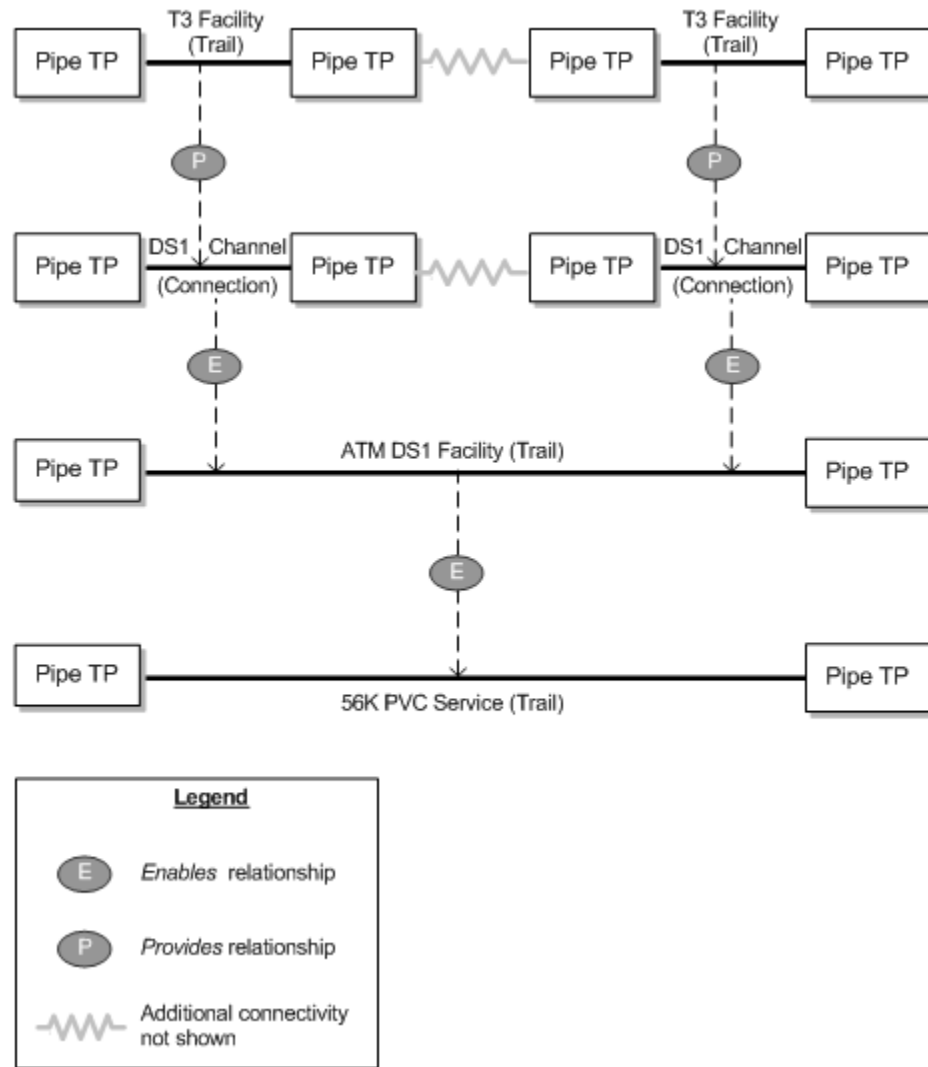 T3 Facility
(Trail)
T3 Facility
(Trail)
Pipe TP
Pipe TP
Pipe TP
Pipe TP
P
P
Pipe TP
DS1 Channel
(Connection)
Pipe TP
Pipe TP
DS1 Channel
(Connection)
Pipe TP
E
E
Pipe TP
ATM DS1 Facility (Trail)
Pipe TP
E
Pipe TP
56K PVC Service (Trail)
Pipe TP
Legend
E Enables relationship
P Provides relationship
Additional connectivity
not shown